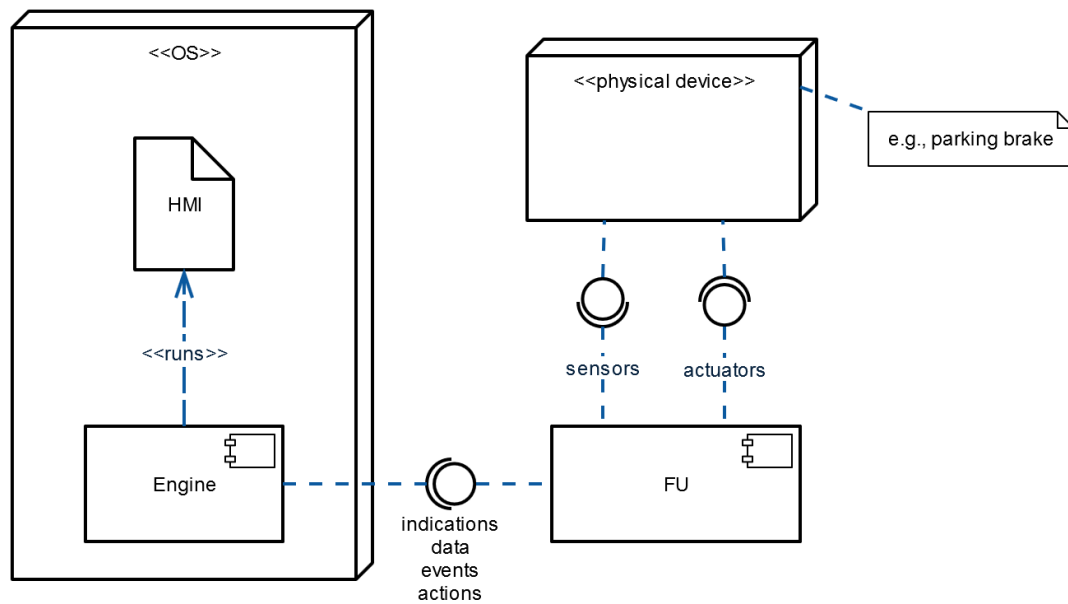 <<OS>>
<<physical device>>
e.g., parking brake
HMI
<<runs>>
sensors
actuators
Engine
FU
indications
data
events
actions